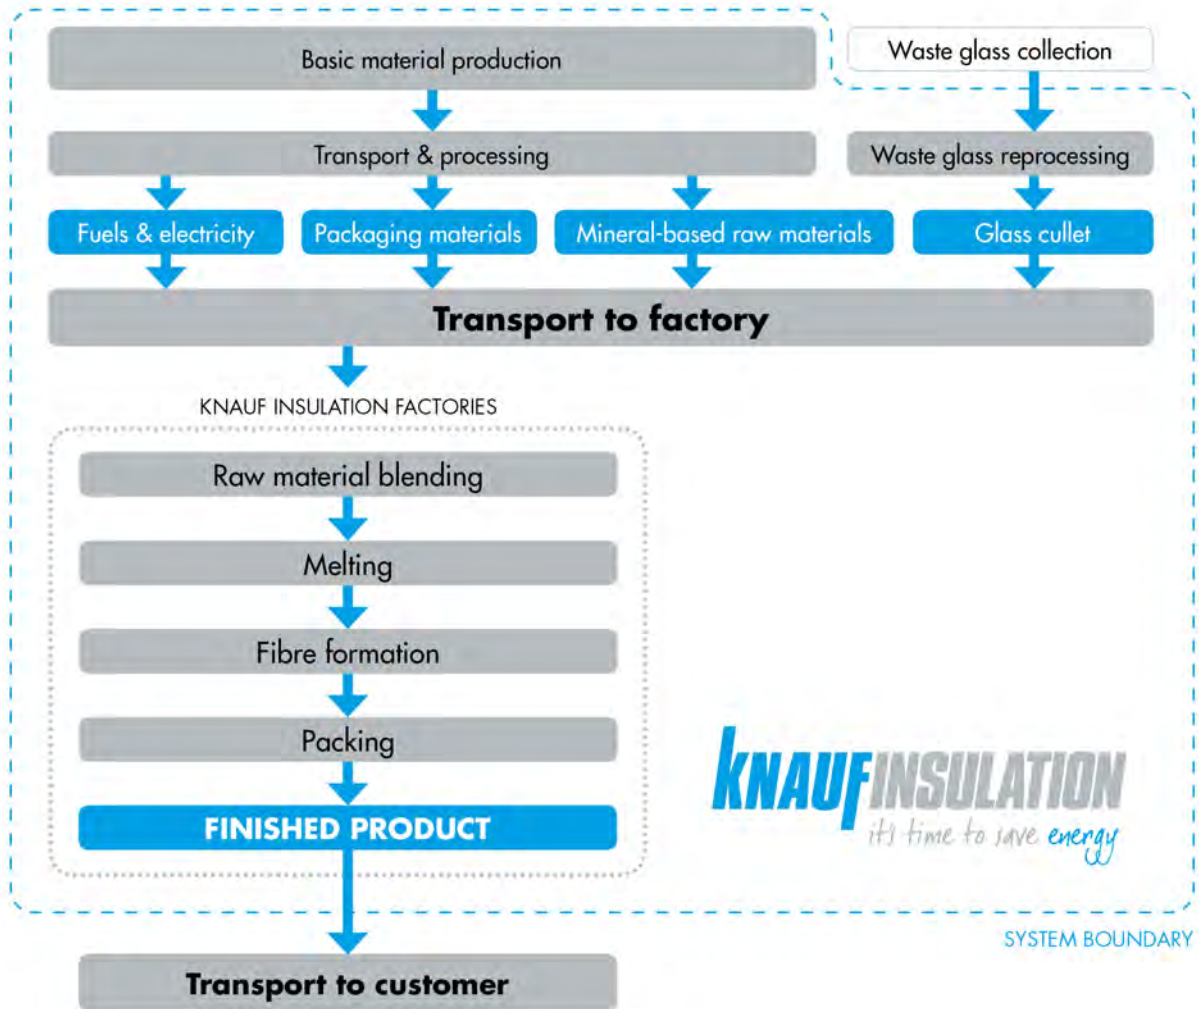 Basic material production
Waste glass collection
Transport & processing
Waste glass reprocessing
Fuels & electricity
Packaging materials
Mineral-based raw materials
Glass cullet
Transport to factory
KNAUF INSULATION FACTORIES
Raw material blending
Melting
Fibre formation
Packing
FINISHED PRODUCT
KNAUFINSULATION
it's time to save energy
SYSTEM BOUNDARY
Transport to customer